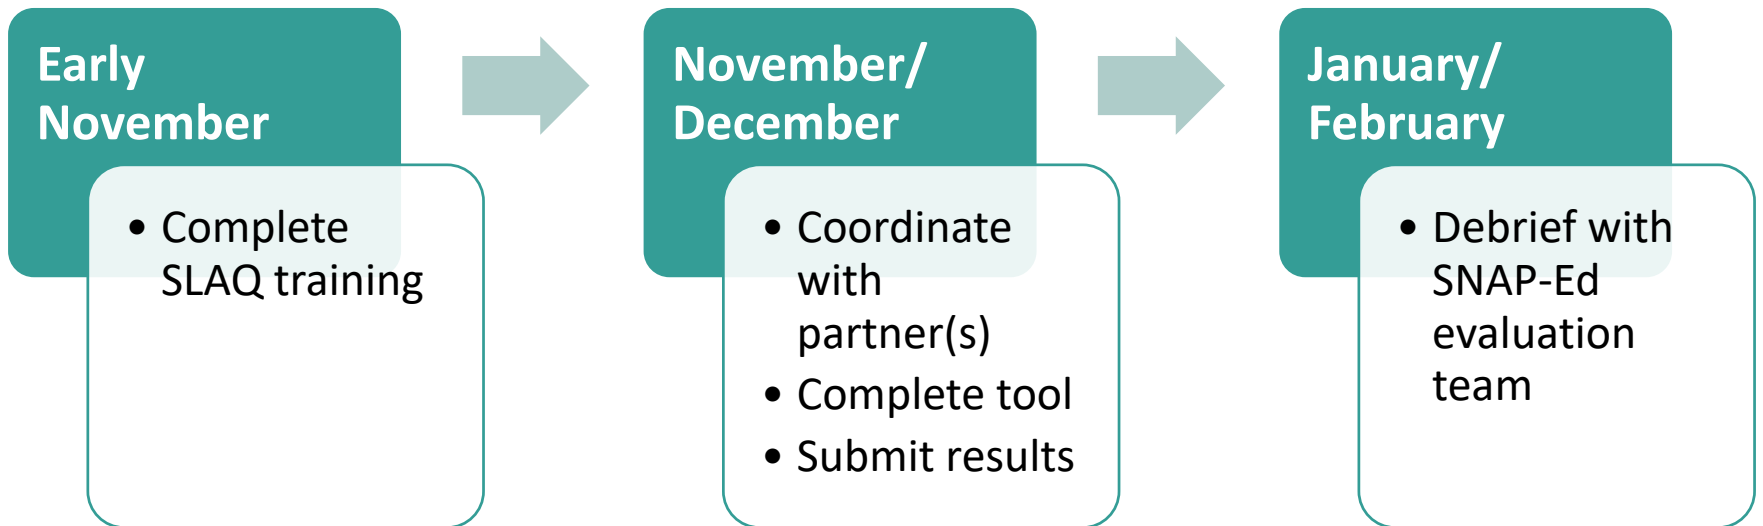 Early
November
• Complete
SLAQ training
November/
December
• Coordinate
with
partner(s)
• Complete tool
• Submit results
January/
February
• Debrief with
SNAP-Ed
evaluation
team